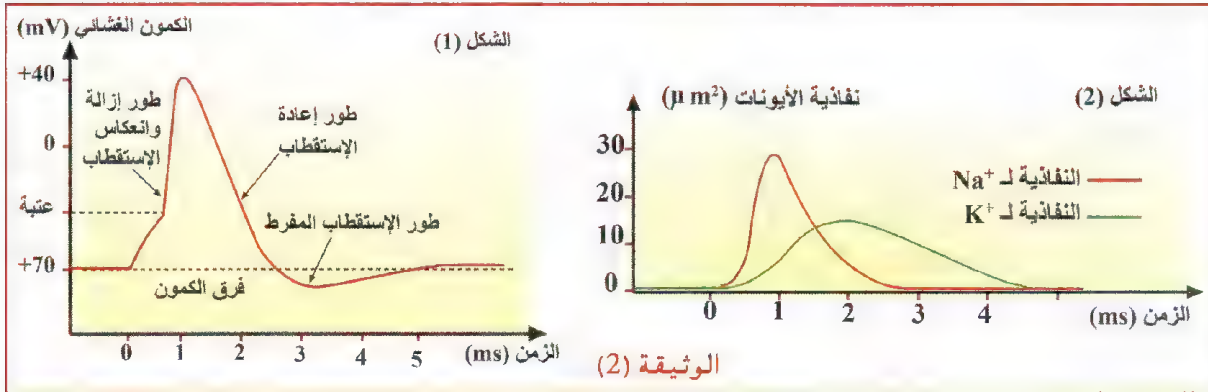 الكمون الغشائي (mV)
الشكل (1)
+40
0
عتبة
+70
طور إزالة
وانعكاس
الإستقطاب
طور إعادة
الإستقطاب
طور الإستقطاب المفرط
فرق الكمون
0 1 2 3 4 5
الزمن (ms)
الشكل (2)
نفاذية الأيونات (µ m²)
30
20
10
0
النفاذية لـ Na⁺
النفاذية لـ K⁺
0 1 2 3 4
الزمن (ms)
الوثيقة (2)